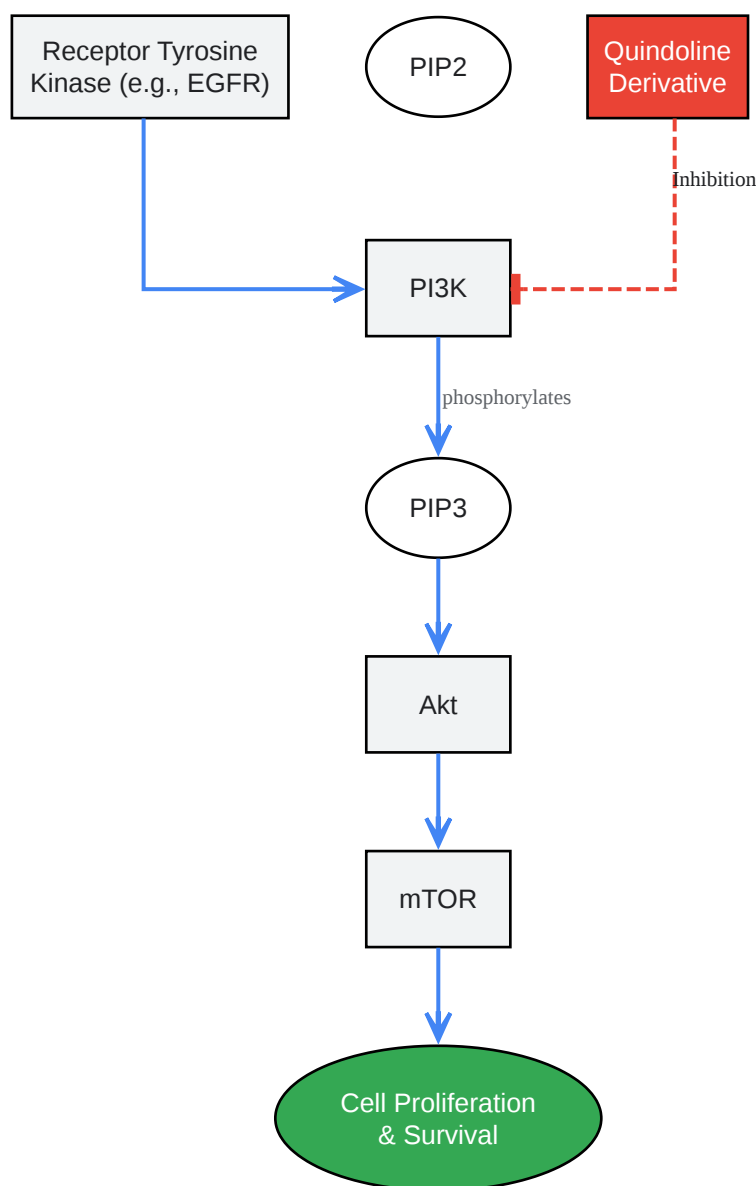 Receptor Tyrosine
Kinase (e.g., EGFR)
PIP2
Quindoline
Derivative
Inhibition
PI3K
phosphorylates
PIP3
Akt
mTOR
Cell Proliferation
& Survival